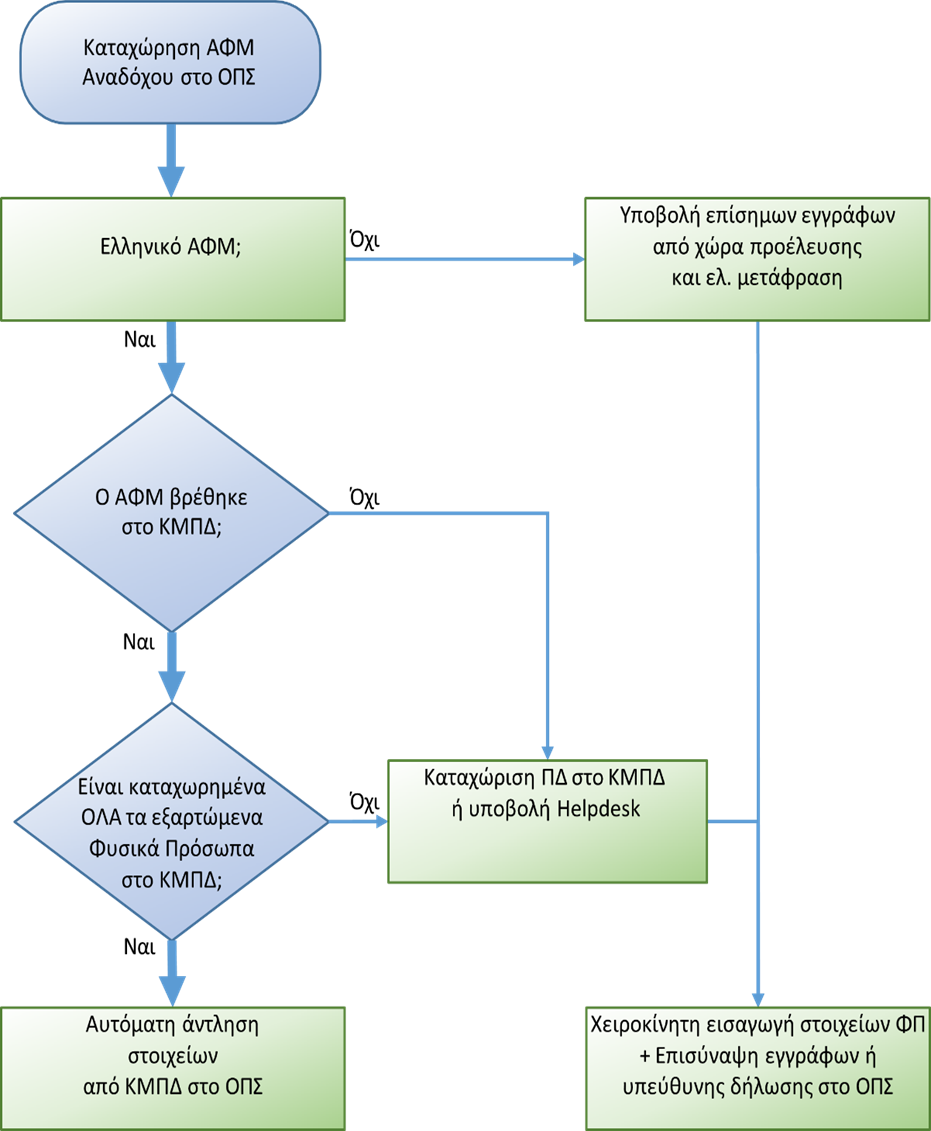 Καταχώρηση ΑΦΜ
Αναδόχου στο ΟΠΣ
Ελληνικό ΑΦΜ;
Όχι
Υποβολή επίσημων εγγράφων
από χώρα προέλευσης
και ελ. μετάφραση
Ναι
Ο ΑΦΜ βρέθηκε
στο ΚΜΠΔ;
Όχι
Ναι
Είναι καταχωρημένα
ΟΛΑ τα εξαρτώμενα
Φυσικά Πρόσωπα
στο ΚΜΠΔ;
Όχι
Καταχώριση ΠΔ στο ΚΜΠΔ
ή υποβολή Helpdesk
Ναι
Αυτόματη άντληση
στοιχείων
από ΚΜΠΔ στο ΟΠΣ
Χειροκίνητη εισαγωγή στοιχείων ΦΠ
+ Επισύναψη εγγράφων ή
υπεύθυνης δήλωσης στο ΟΠΣ